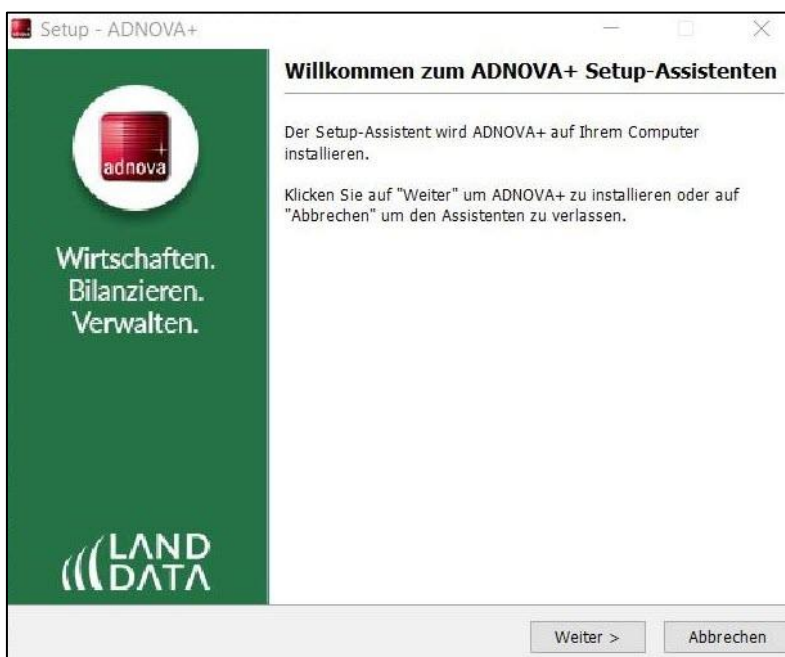 Setup - ADNOVA+
Willkommen zum ADNOVA+ Setup-Assistenten
Der Setup-Assistent wird ADNOVA+ auf Ihrem Computer
installieren.
Klicken Sie auf "Weiter" um ADNOVA+ zu installieren oder auf
"Abbrechen" um den Assistenten zu verlassen.
adnova
Wirtschaften.
Bilanzieren.
Verwalten.
LAND
DATA
Weiter >
Abbrechen